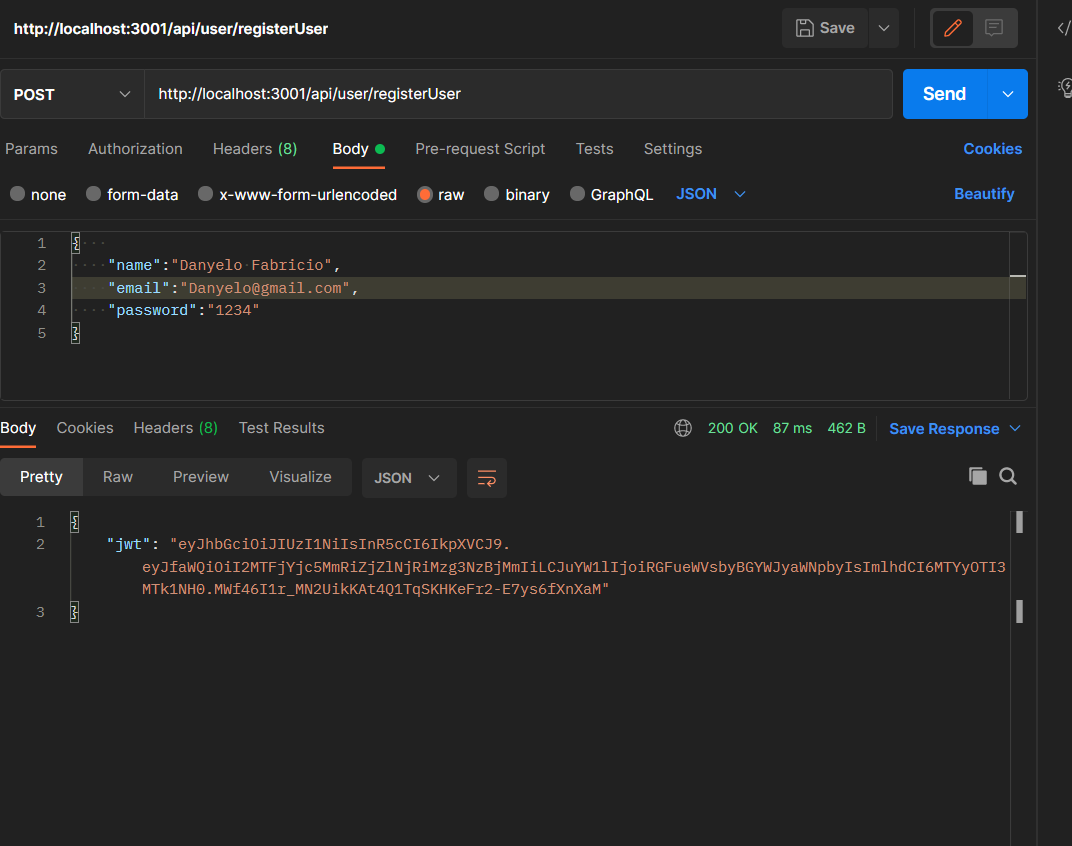 http://localhost:3001/api/user/registerUser Save
POST http://localhost:3001/api/user/registerUser Send
Params Authorization Headers (8) Body Pre-request Script Tests Settings Cookies
none form-data x-www-form-urlencoded raw binary GraphQL JSON Beautify
1 {
2 "name":"Danyelo Fabricio",
3 "email":"Danyelo@gmail.com",
4 "password":"1234"
5 }
Body Cookies Headers (8) Test Results 200 OK 87 ms 462 B Save Response
Pretty Raw Preview Visualize JSON
1 {
2 "jwt": "eyJhbGciOiJIUzI1NiIsInR5cCI6IkpXVCJ9.
eyJfaWQiOiI2MTFjYjc5MmRiZjZlNjRiMzg3NzBjMmIiLCJuYW1lIjoiRGFueWVsbyBGYWJyaWNpbyIsImlhdCI6MTYyOTI3
MTk1NH0.MWf46I1r_MN2UikKAt4Q1TqSKHKeFr2-E7ys6fXnXaM"
3 }